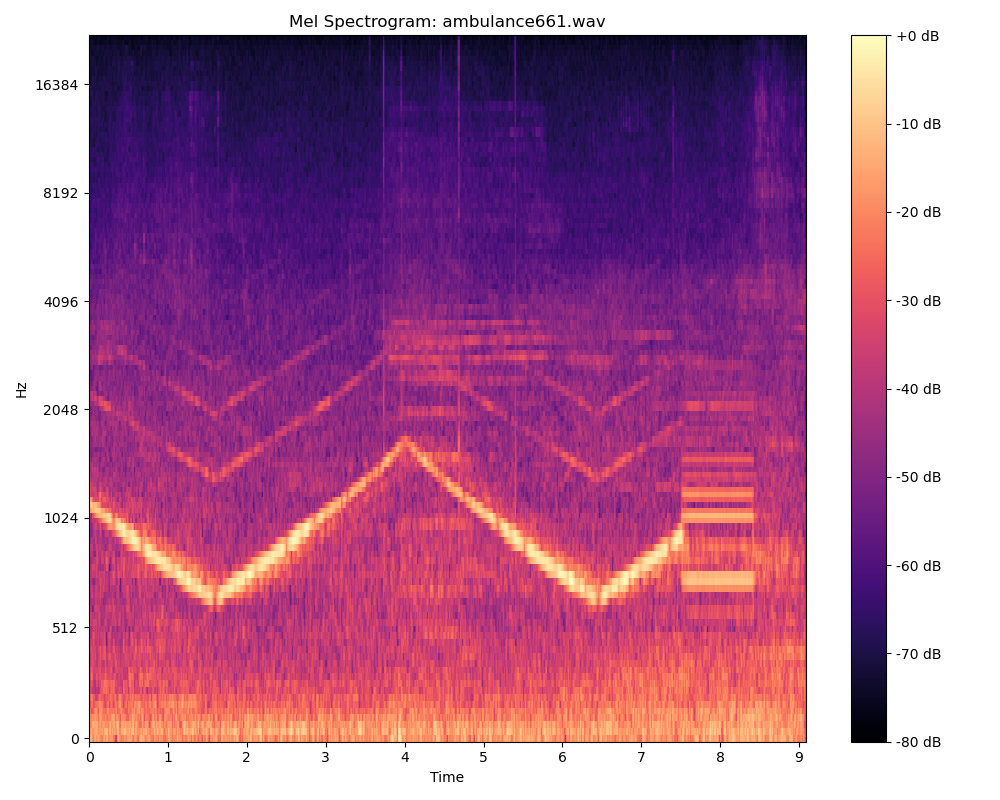 Mel Spectrogram: ambulance661.wav
+0 dB
16384
-10 dB
8192
-20 dB
4096
-30 dB
Hz
2048
-40 dB
-50 dB
1024
-60 dB
512
-70 dB
0
-80 dB
0 1 2 3 4 5 6 7 8 9
Time